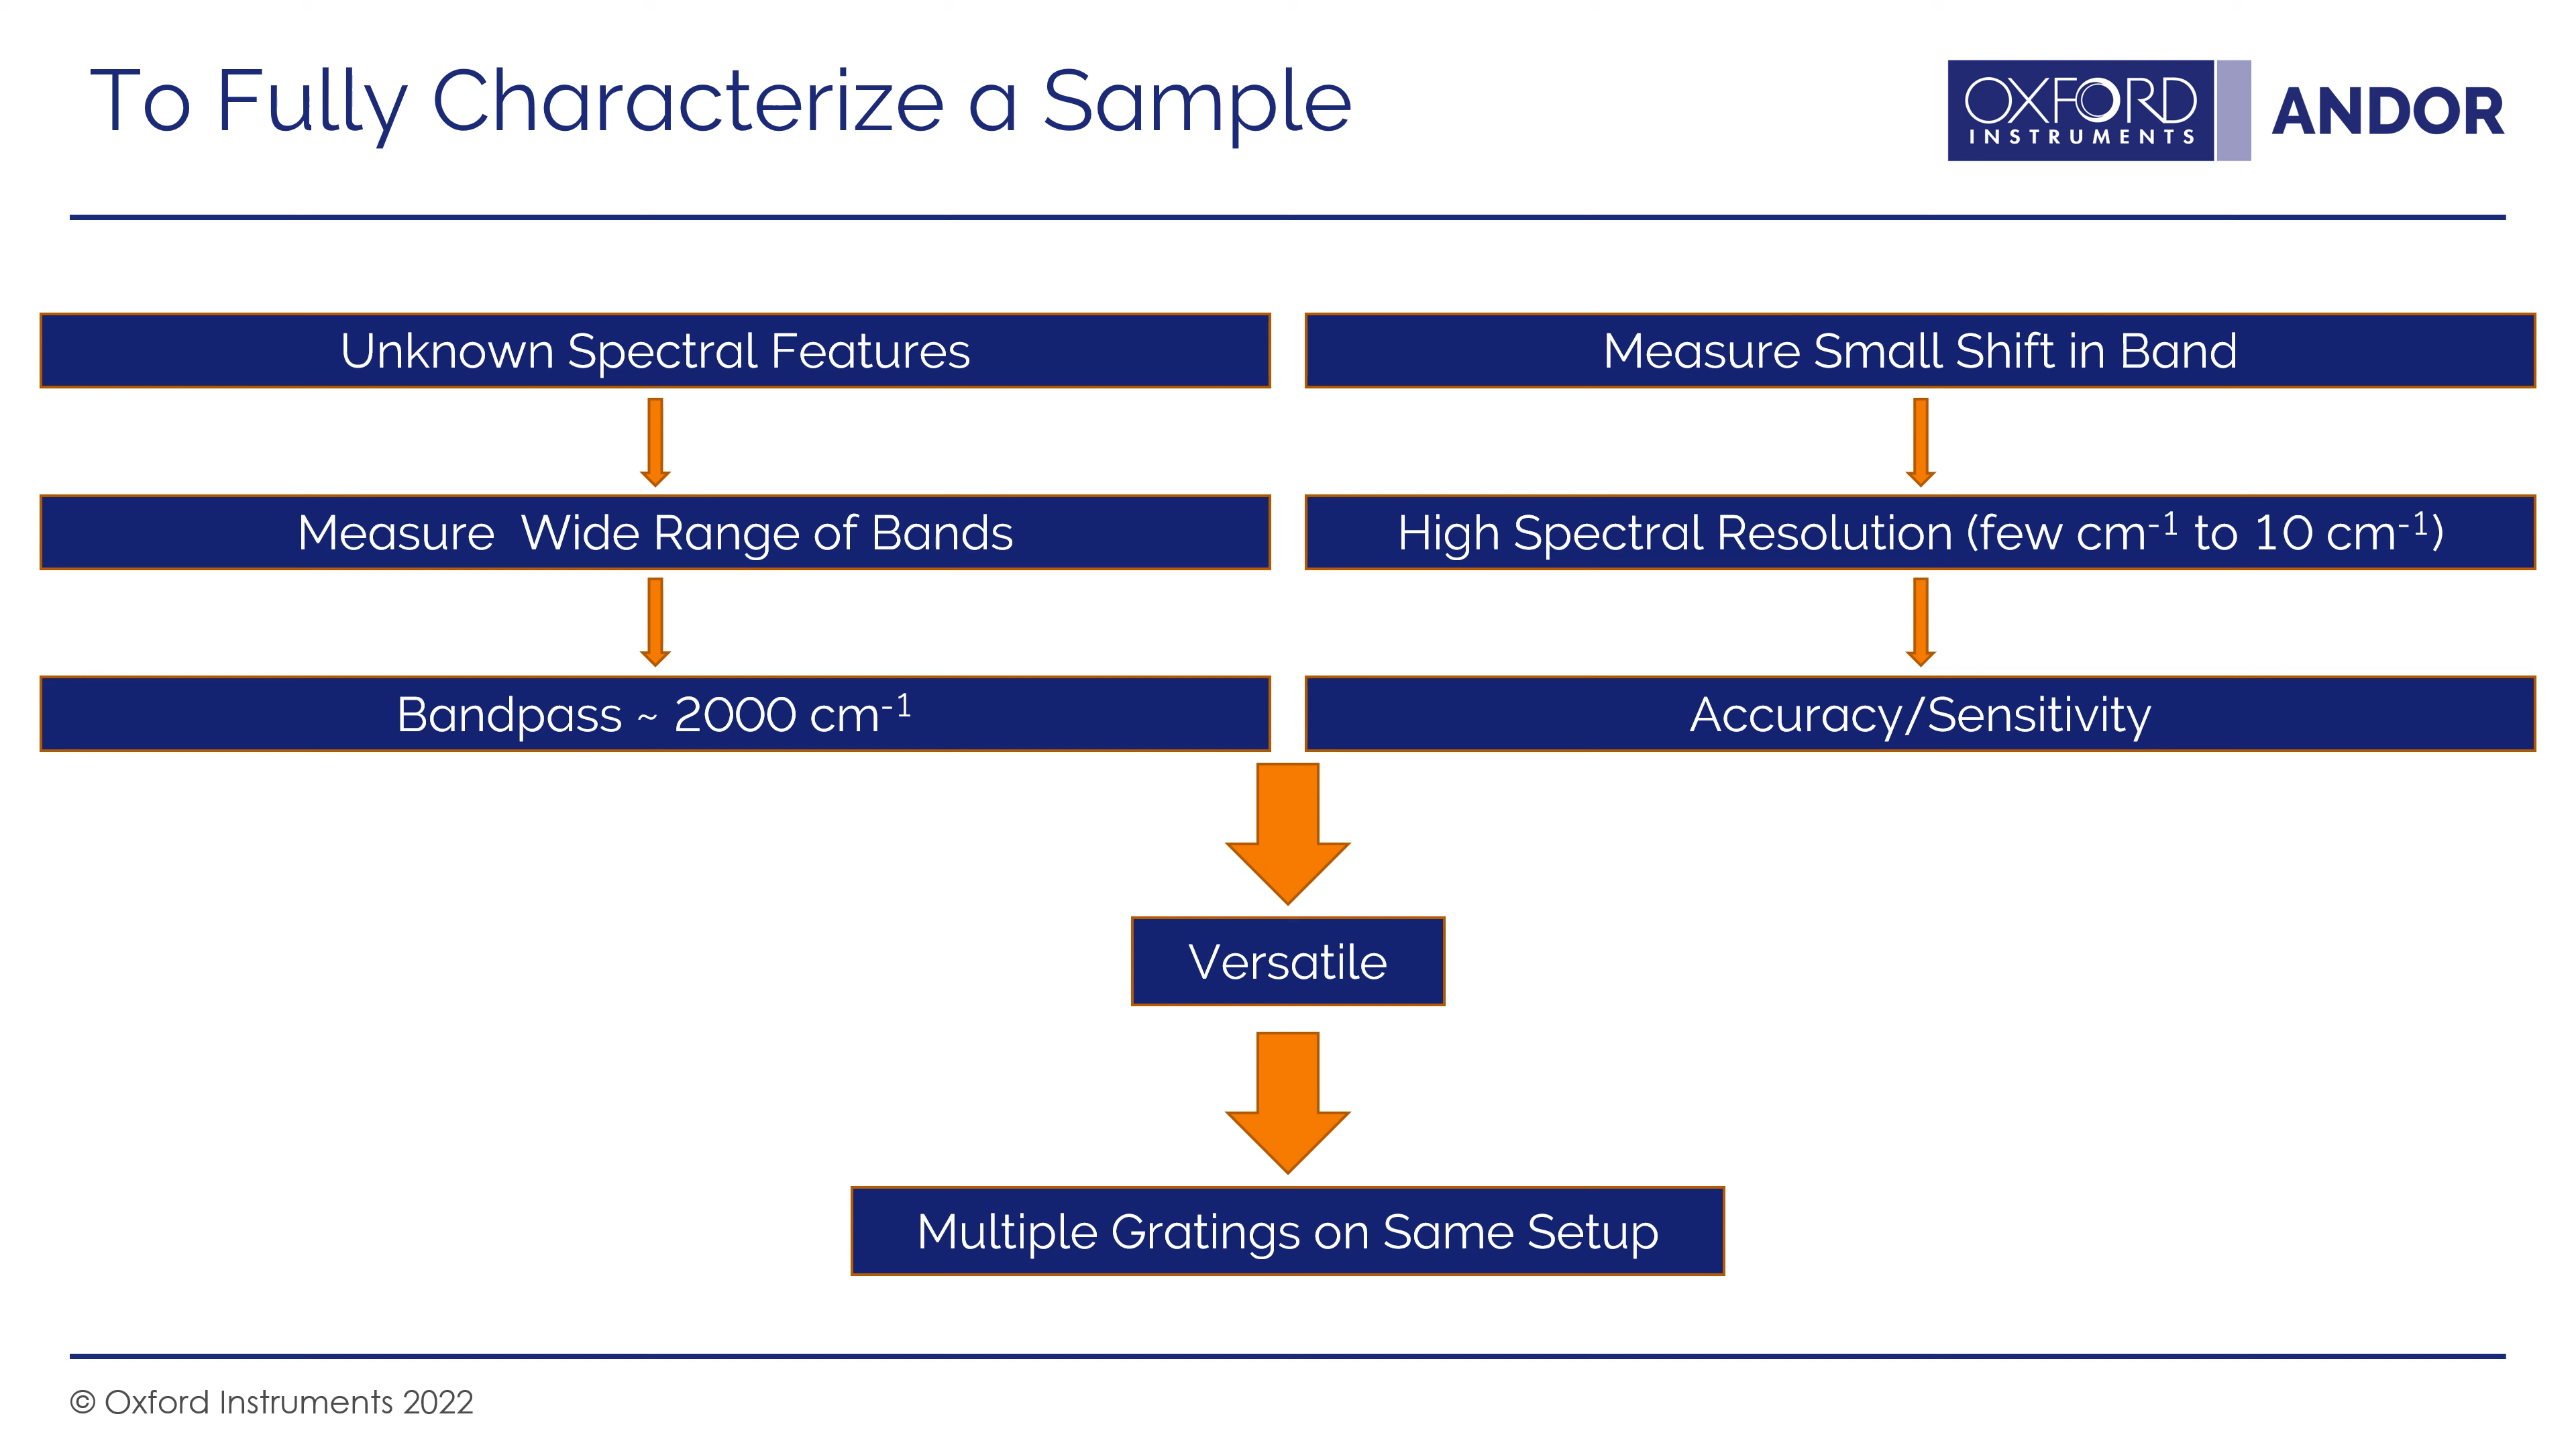 To Fully Characterize a Sample
OXFORD
INSTRUMENTS
ANDOR
Unknown Spectral Features
Measure Small Shift in Band
Measure  Wide Range of Bands
High Spectral Resolution (few cm⁻¹ to 10 cm⁻¹)
Bandpass ~ 2000 cm⁻¹
Accuracy/Sensitivity
Versatile
Multiple Gratings on Same Setup
© Oxford Instruments 2022